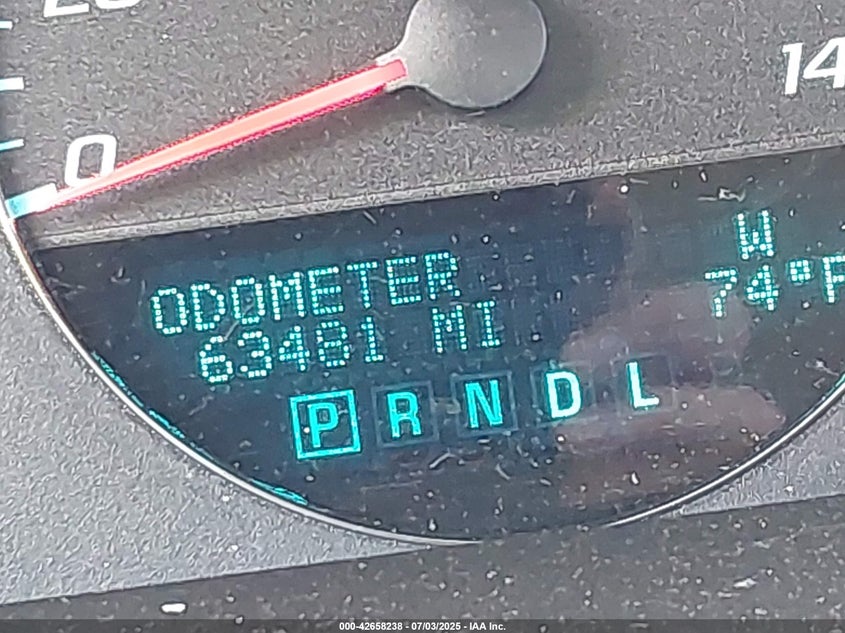 0
14
ODOMETER
63481 MI
W
74°F
P R N D L
000-42658238 - 07/03/2025 - IAA Inc.